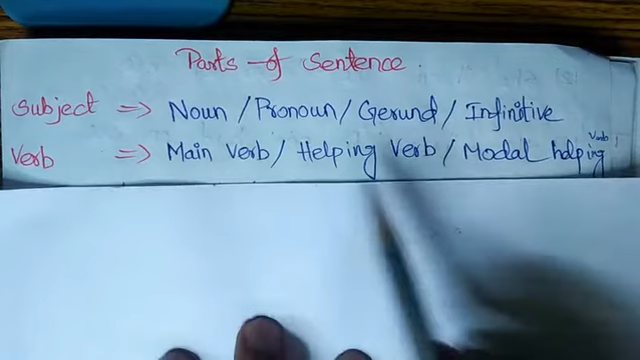 Parts of Sentence.
Subject => Noun / Pronoun / Gerund / Infinitive
Verb => Main Verb / Helping Verb / Modal helping Verb